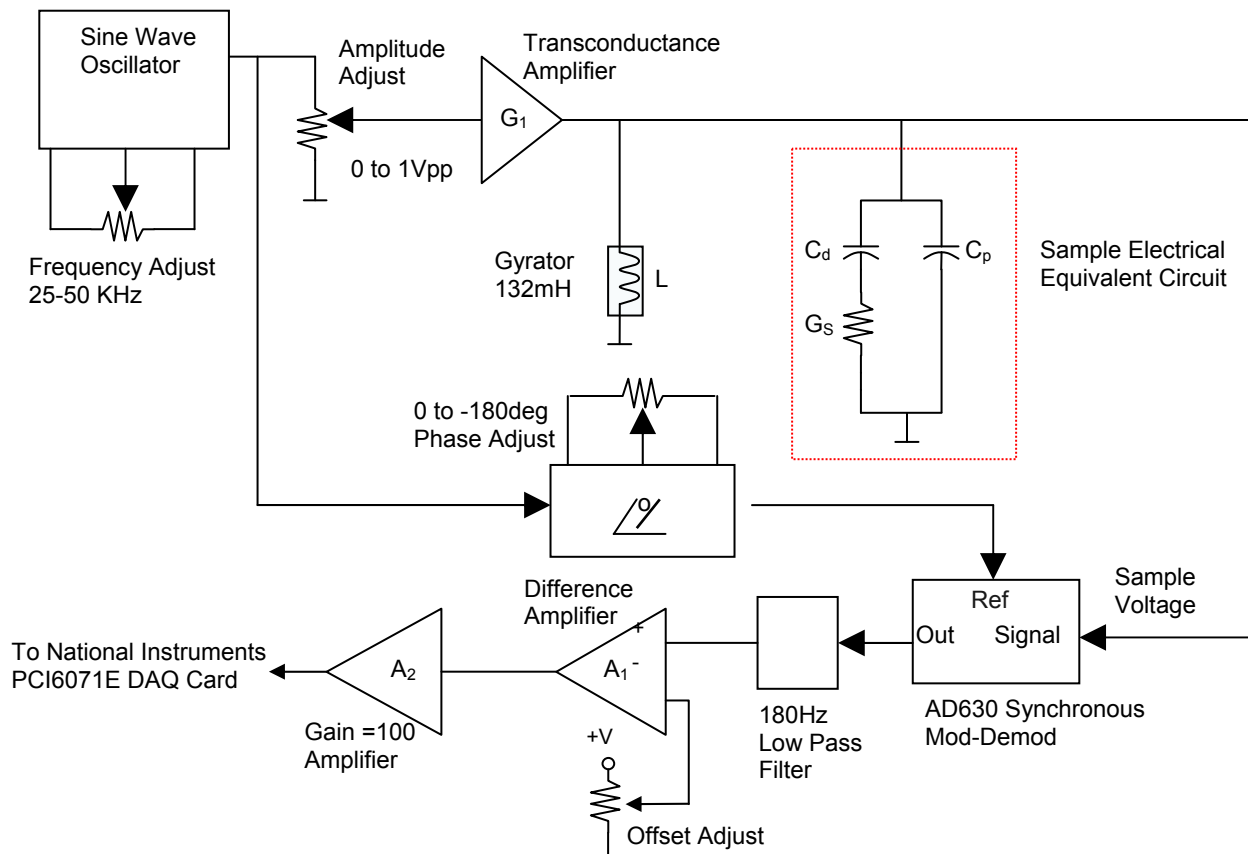 Sine Wave
Oscillator
Amplitude
Adjust
Transconductance
Amplifier
G1
0 to 1Vpp
Frequency Adjust
25-50 KHz
Gyrator
132mH
L
Cd
Cp
GS
Sample Electrical
Equivalent Circuit
0 to -180deg
Phase Adjust
o
Ref
Out
Signal
Sample
Voltage
AD630 Synchronous
Mod-Demod
180Hz
Low Pass
Filter
Difference
Amplifier
+
A1
-
A2
Gain =100
Amplifier
To National Instruments
PCI6071E DAQ Card
+V
Offset Adjust